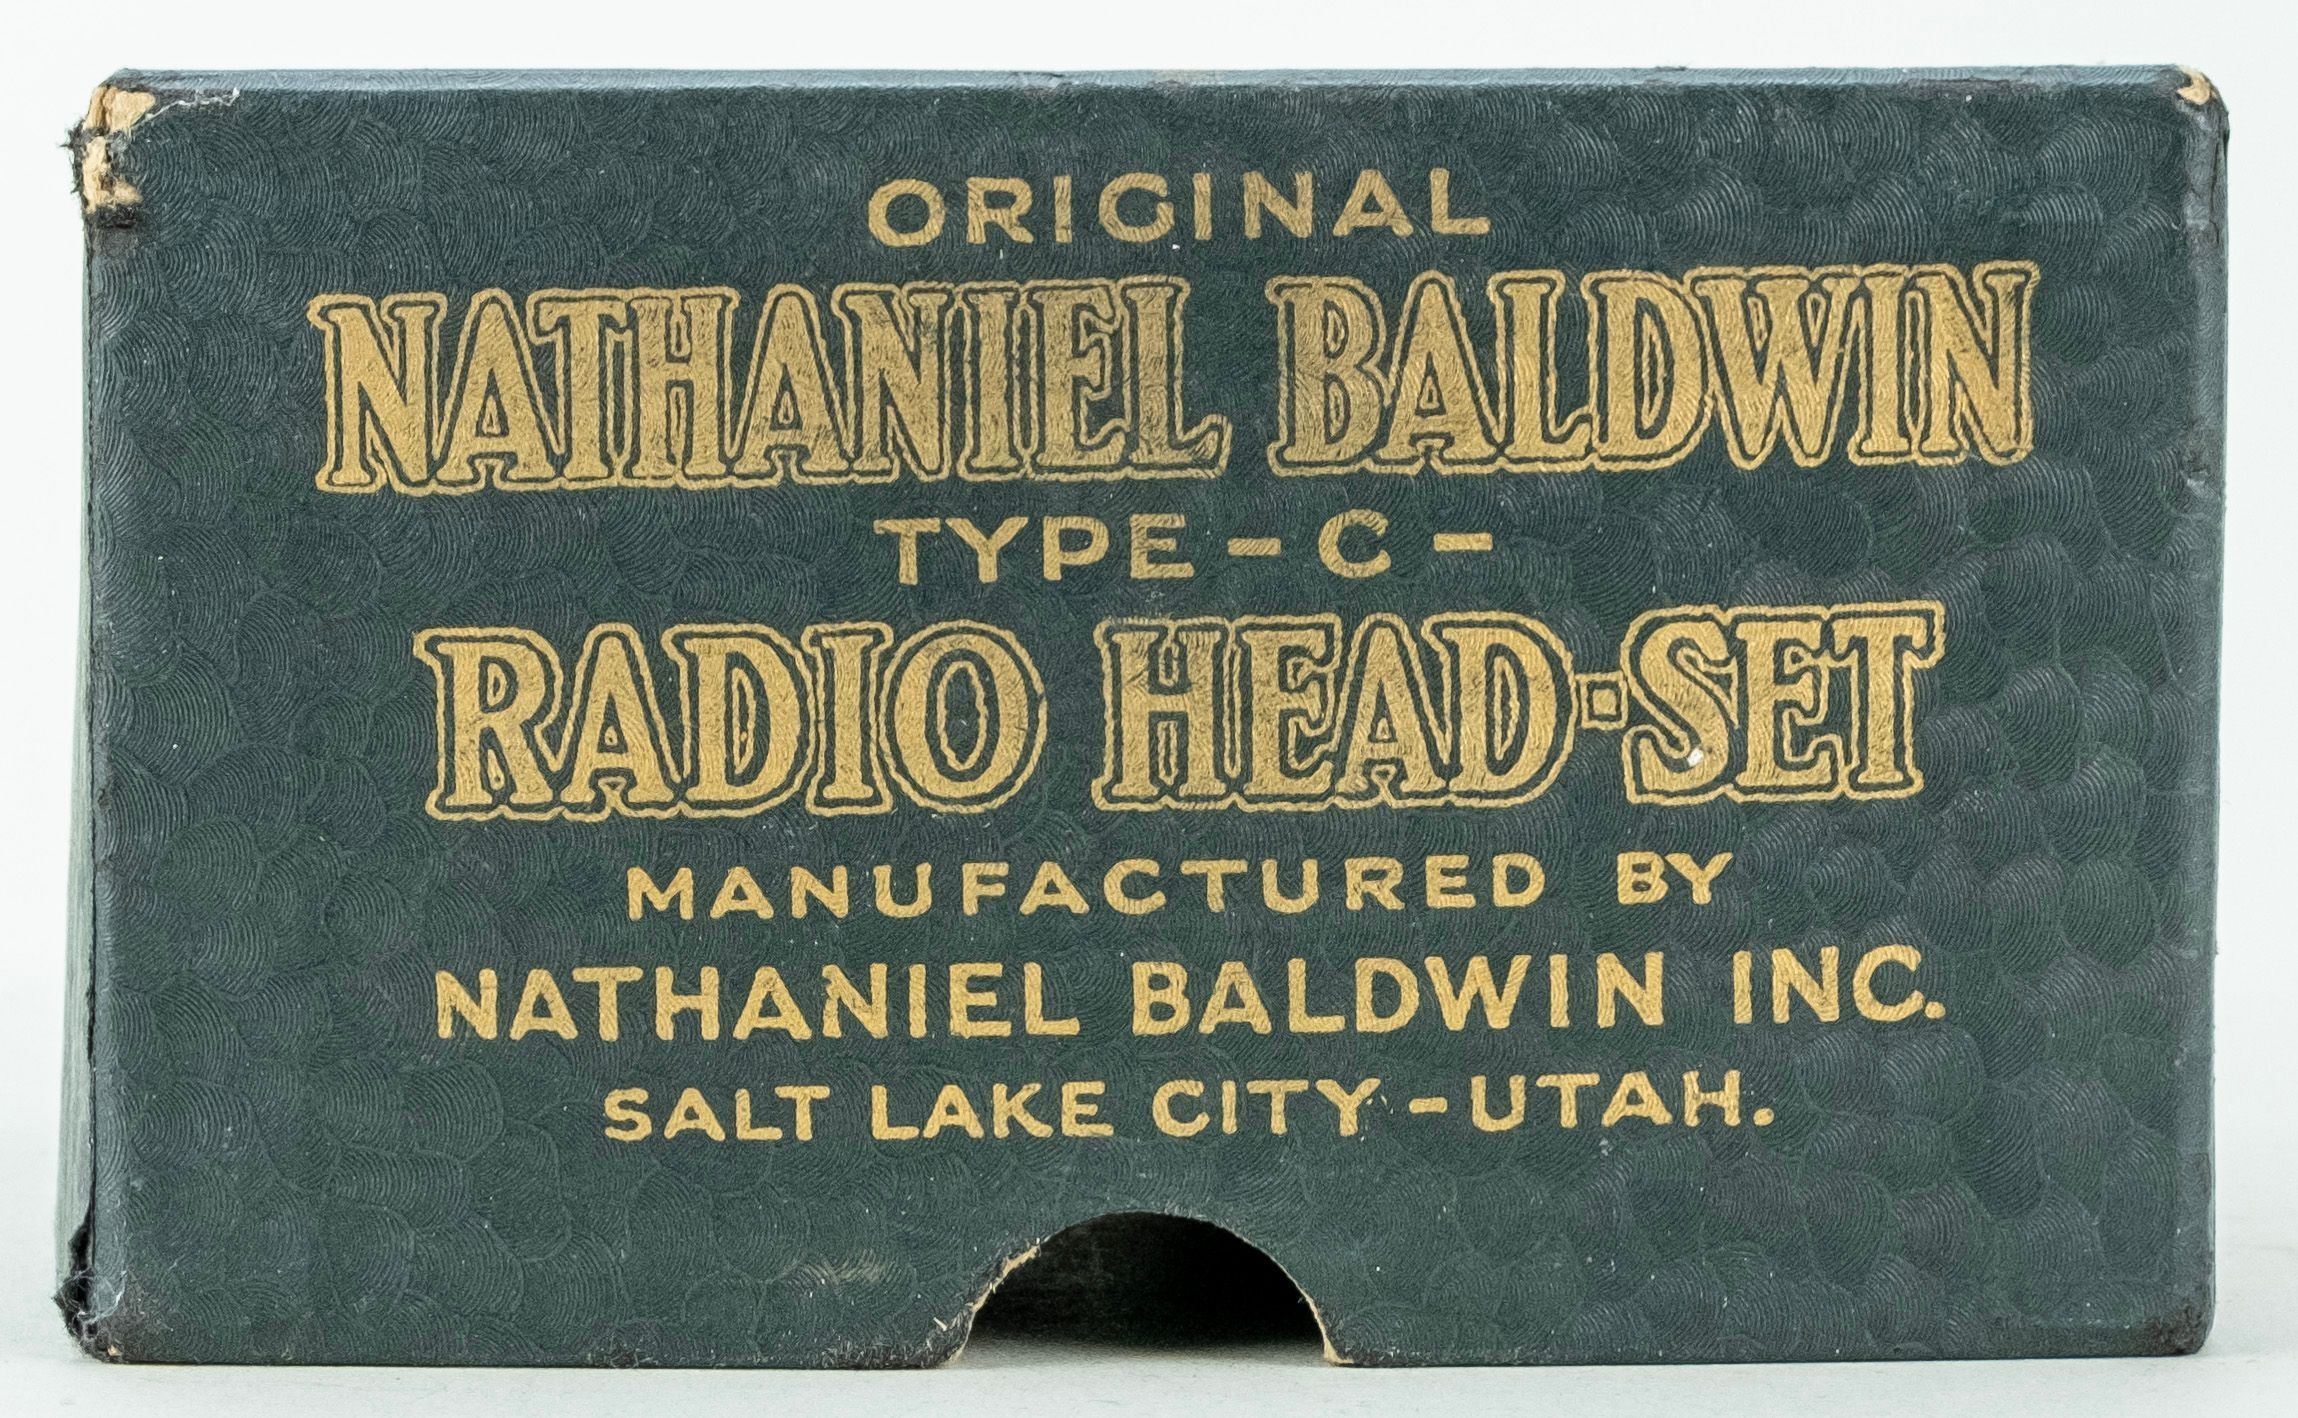 ORIGINAL
NATHANIEL BALDWIN
TYPE - C -
RADIO HEAD-SET
MANUFACTURED BY
NATHANIEL BALDWIN INC.
SALT LAKE CITY - UTAH.